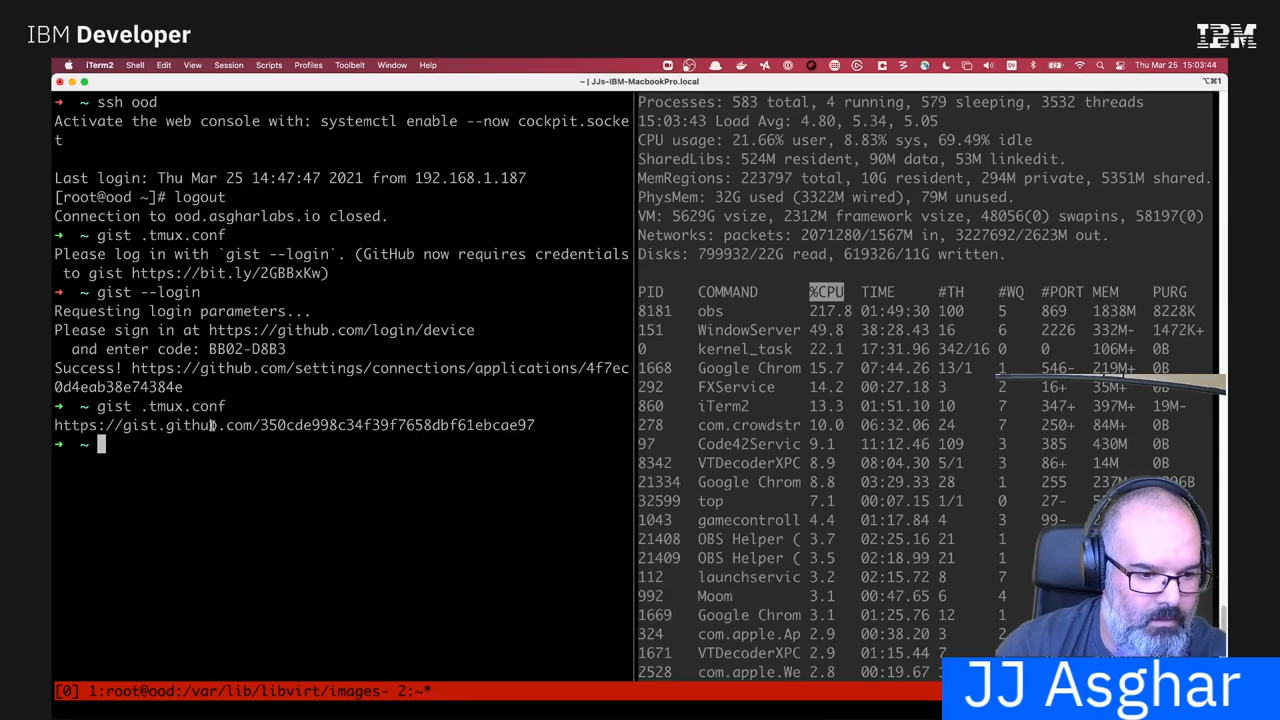 IBM Developer
IBM
iTerm2 Shell Edit View Session Scripts Profiles Toolbelt Window Help Thu Mar 25 15:03:44
~ | JJs-IBM-MacbookPro.local
⌥⌘1
➜ ~ ssh ood
Activate the web console with: systemctl enable --now cockpit.socke
t
Last login: Thu Mar 25 14:47:47 2021 from 192.168.1.187
[root@ood ~]# logout
Connection to ood.asgharlabs.io closed.
➜ ~ gist .tmux.conf
Please log in with `gist --login`. (GitHub now requires credentials
to gist https://bit.ly/2GBBxKw)
➜ ~ gist --login
Requesting login parameters...
Please sign in at https://github.com/login/device
and enter code: BB02-D8B3
Success! https://github.com/settings/connections/applications/4f7ec
0d4eab38e74384e
➜ ~ gist .tmux.conf
https://gist.github.com/350cde998c34f39f7658dbf61ebcae97
➜ ~
Processes: 583 total, 4 running, 579 sleeping, 3532 threads
15:03:43 Load Avg: 4.80, 5.34, 5.05
CPU usage: 21.66% user, 8.83% sys, 69.49% idle
SharedLibs: 524M resident, 90M data, 53M linkedit.
MemRegions: 223797 total, 10G resident, 294M private, 5351M shared.
PhysMem: 32G used (3322M wired), 79M unused.
VM: 5629G vsize, 2312M framework vsize, 48056(0) swapins, 58197(0)
Networks: packets: 2071280/1567M in, 3227692/2623M out.
Disks: 799932/22G read, 619326/11G written.
PID COMMAND %CPU TIME #TH #WQ #PORT MEM PURG
8181 obs 217.8 01:49:30 100 5 869 1838M 8228K
151 WindowServer 49.8 38:28.43 16 6 2226 332M- 1472K+
0 kernel_task 22.1 17:31.96 342/16 0 0 106M+ 0B
1668 Google Chrom 15.7 07:44.26 13/1 1 546- 219M+ 0B
292 FXService 14.2 00:27.18 3 2 16+ 35M+ 0B
860 iTerm2 13.3 01:51.10 10 7 347+ 397M+ 19M-
278 com.crowdstr 10.0 06:32.06 24 7 250+ 84M+ 0B
97 Code42Servic 9.1 11:12.46 109 3 385 430M 0B
8342 VTDecoderXPC 8.9 08:04.30 5/1 3 86+ 14M 0B
21334 Google Chrom 8.8 03:29.33 28 1 255 237M
32599 top 7.1 00:07.15 1/1 0 27-
1043 gamecontroll 4.4 01:17.84 4 3 99-
21408 OBS Helper ( 3.7 02:25.16 21 1
21409 OBS Helper ( 3.5 02:18.99 21 1
112 launchservic 3.2 02:15.72 8 7
992 Moom 3.1 00:47.62 6 4
1669 Google Chrom 3.1 01:25.76 12 1
324 com.apple.Ap 2.9 00:38.20 3 2
1671 VTDecoderXPC 2.9 01:15.44 7
2528 com.apple.We 2.8 00:19.67
[0] 1:root@ood:/var/lib/libvirt/images- 2:~*
JJ Asghar